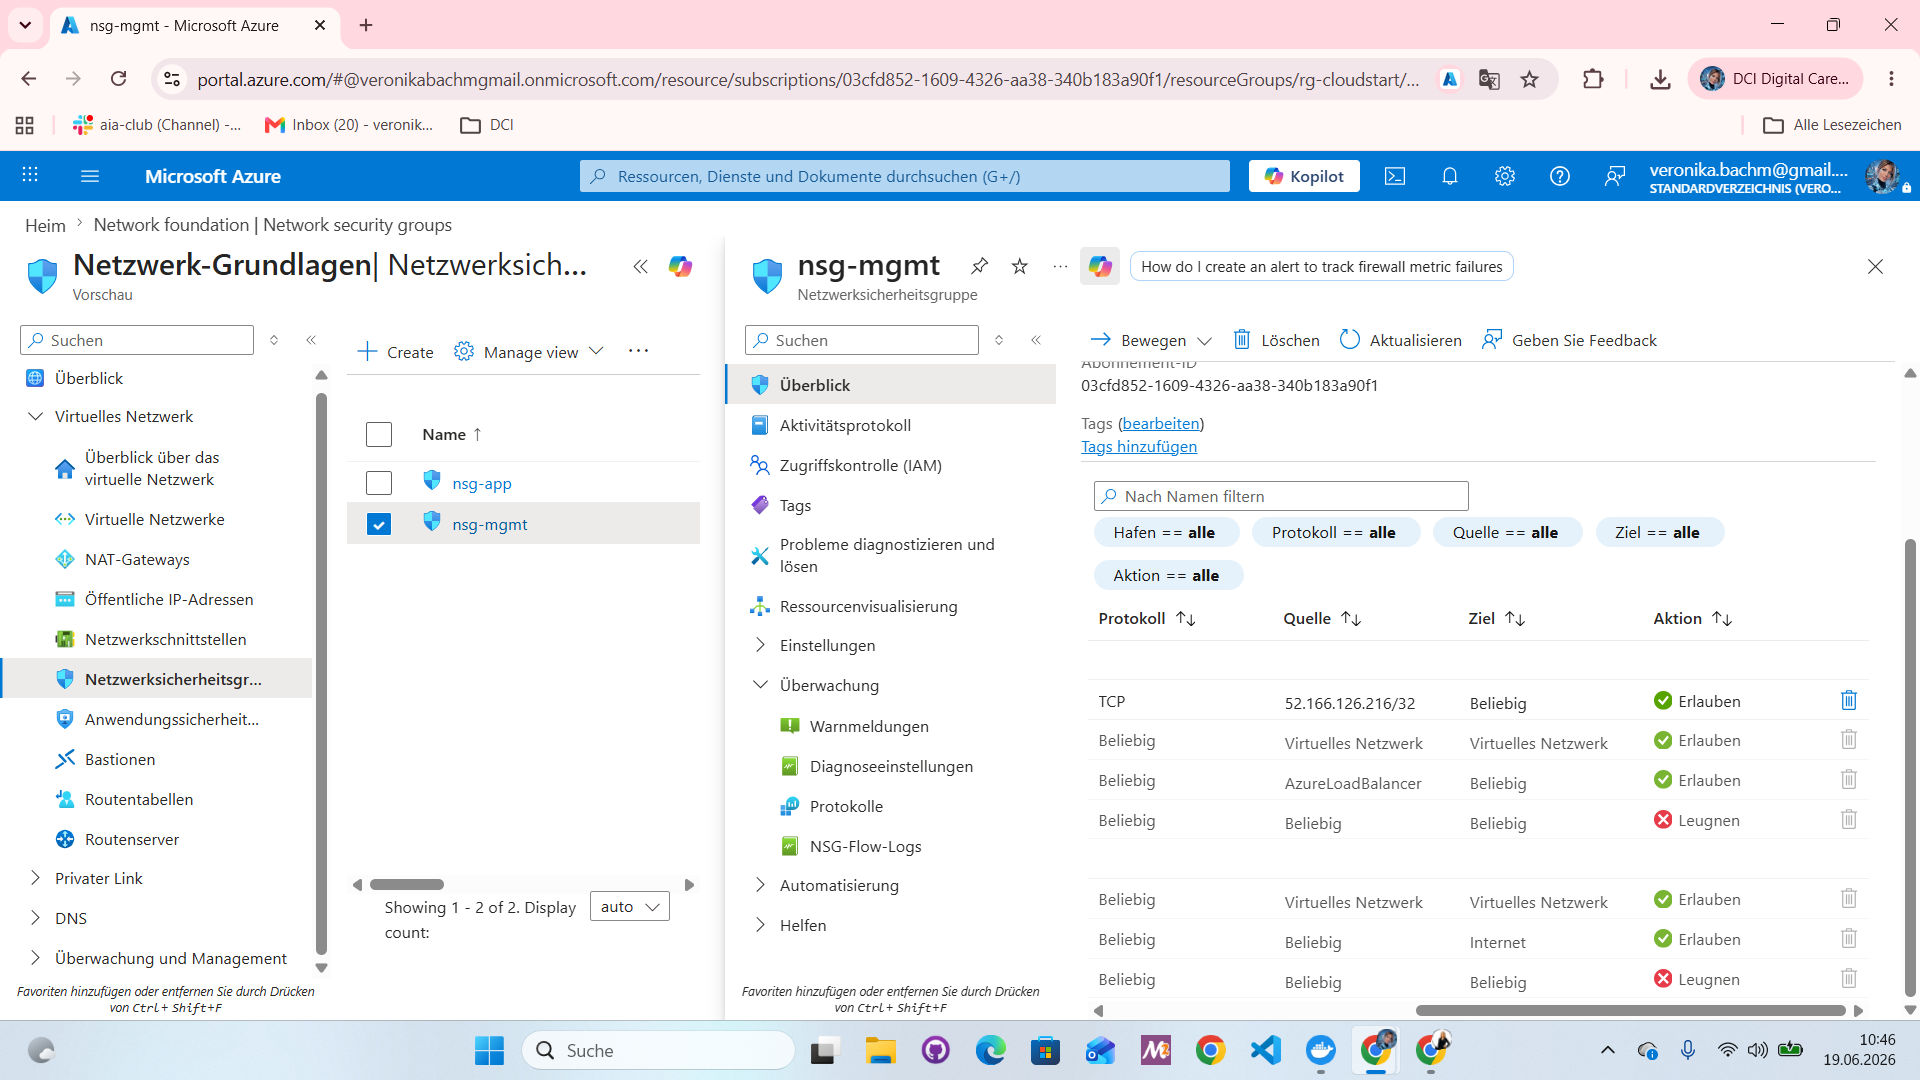 nsg-mgmt - Microsoft Azure
portal.azure.com/#@veronikabachmgmail.onmicrosoft.com/resource/subscriptions/03cfd852-1609-4326-aa38-340b183a90f1/resourceGroups/rg-cloudstart/...
DCI Digital Care...
aia-club (Channel) -...
Inbox (20) - veronik...
DCI
Alle Lesezeichen
Microsoft Azure
Ressourcen, Dienste und Dokumente durchsuchen (G+/)
Copilot
veronika.bachm@gmail....
STANDARDVERZEICHNIS (VERO...
Heim
Network foundation | Network security groups
Netzwerk-Grundlagen| Netzwerksich...
Vorschau
Suchen
Überblick
Virtuelles Netzwerk
Überblick über das
virtuelle Netzwerk
Virtuelle Netzwerke
NAT-Gateways
Öffentliche IP-Adressen
Netzwerkschnittstellen
Netzwerksicherheitsgr...
Anwendungssicherheit...
Bastionen
Routentabellen
Routenserver
Privater Link
DNS
Überwachung und Management
Favoriten hinzufügen oder entfernen Sie durch Drücken
von Ctrl+Shift+F
Create
Manage view
Name ↑
nsg-app
nsg-mgmt
Showing 1 - 2 of 2. Display
count:
auto
nsg-mgmt
Netzwerksicherheitsgruppe
How do I create an alert to track firewall metric failures
Suchen
Überblick
Aktivitätsprotokoll
Zugriffskontrolle (IAM)
Tags
Probleme diagnostizieren und
lösen
Ressourcenvisualisierung
Einstellungen
Überwachung
Warnmeldungen
Diagnoseeinstellungen
Protokolle
NSG-Flow-Logs
Automatisierung
Helfen
Favoriten hinzufügen oder entfernen Sie durch Drücken
von Ctrl+Shift+F
Bewegen
Löschen
Aktualisieren
Geben Sie Feedback
Abonnement-ID
03cfd852-1609-4326-aa38-340b183a90f1
Tags (bearbeiten)
Tags hinzufügen
Nach Namen filtern
Hafen == alle
Protokoll == alle
Quelle == alle
Ziel == alle
Aktion == alle
Protokoll Quelle Ziel Aktion
TCP 52.166.126.216/32 Beliebig Erlauben
Beliebig Virtuelles Netzwerk Virtuelles Netzwerk Erlauben
Beliebig AzureLoadBalancer Beliebig Erlauben
Beliebig Beliebig Beliebig Leugnen
Beliebig Virtuelles Netzwerk Virtuelles Netzwerk Erlauben
Beliebig Beliebig Internet Erlauben
Beliebig Beliebig Beliebig Leugnen
Suche
10:46
19.06.2026